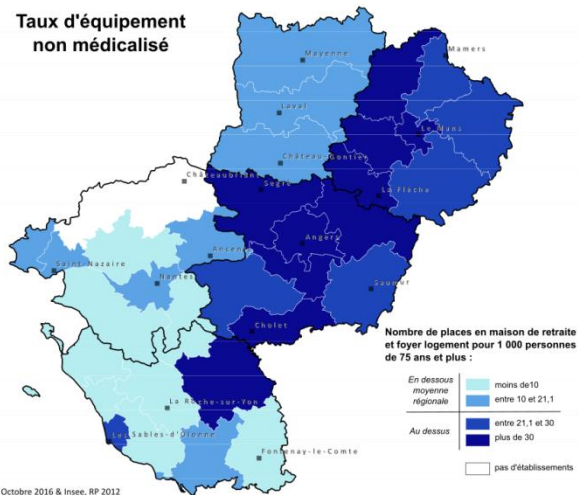 Taux d'équipement
non médicalisé
Mayenne
Mamers
Laval
Le Mans
Château-Gontier
Châteaubriant
Segré
La Flèche
Angers
Ancenis
Saint-Nazaire
Nantes
Saumur
Cholet
Nombre de places en maison de retraite
et foyer logement pour 1 000 personnes
de 75 ans et plus :
En dessous
moyenne
régionale
moins de10
entre 10 et 21,1
Au dessus
entre 21,1 et 30
plus de 30
pas d'établissements
La Roche-sur-Yon
Les Sables-d'Olonne
Fontenay-le-Comte
Octobre 2016 & Insee, RP 2012